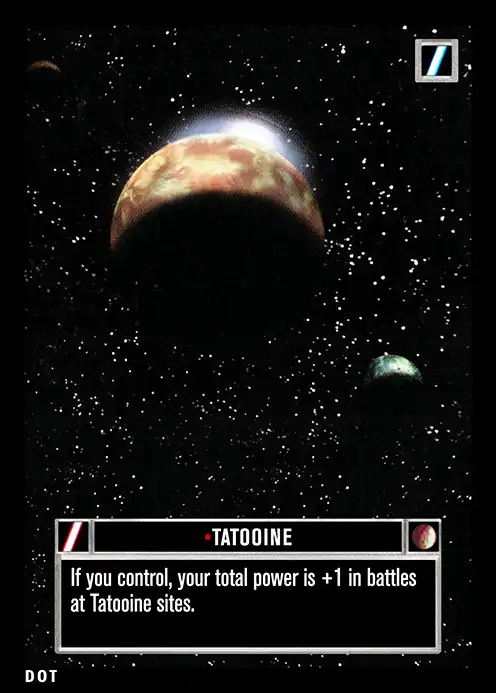 •TATOOINE
If you control, your total power is +1 in battles
at Tatooine sites.
DOT